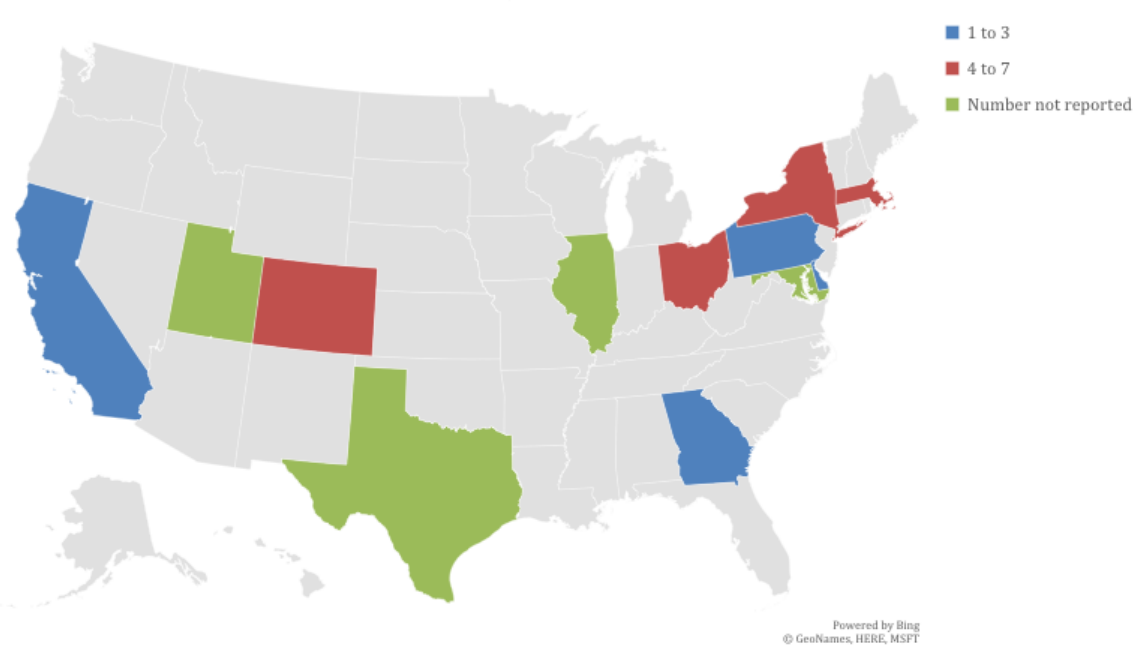 1 to 3
4 to 7
Number not reported
Powered by Bing
© GeoNames, HERE, MSFT